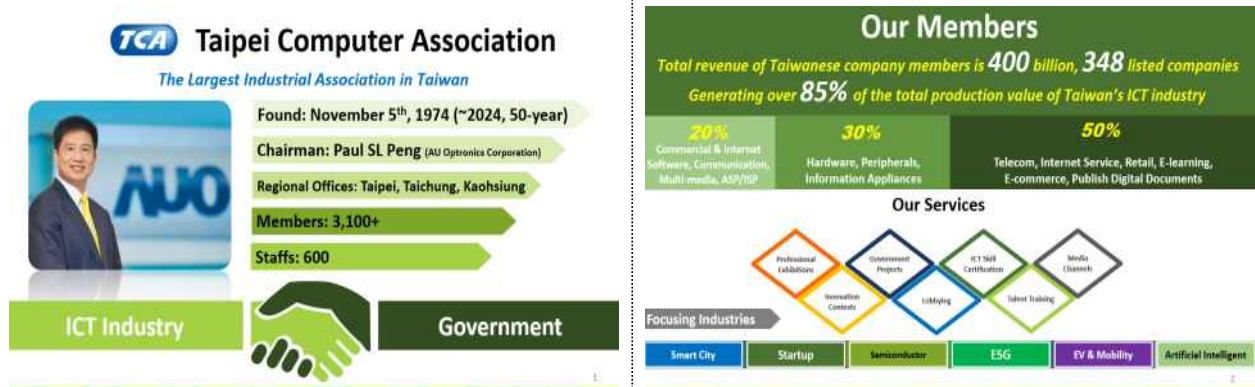 TCA Taipei Computer Association
The Largest Industrial Association in Taiwan
AUO
Found: November 5th, 1974 (~2024, 50-year)
Chairman: Paul SL Peng (AU Optronics Corporation)
Regional Offices: Taipei, Taichung, Kaohsiung
Members: 3,100+
Staffs: 600
ICT Industry
Government
1
Our Members
Total revenue of Taiwanese company members is 400 billion, 348 listed companies
Generating over 85% of the total production value of Taiwan's ICT industry
20%
Commercial & Internet
Software, Communication,
Multi-media, ASP/ISP
30%
Hardware, Peripherals,
Information Appliances
50%
Telecom, Internet Service, Retail, E-learning,
E-commerce, Publish Digital Documents
Our Services
Professional
Exhibitions
Government
Projects
ICT Skill
Certification
Media
Channels
Innovation
Contests
Lobbying
Talent Training
Focusing Industries
Smart City
Startup
Semiconductor
ESG
EV & Mobility
Artificial Intelligent
2